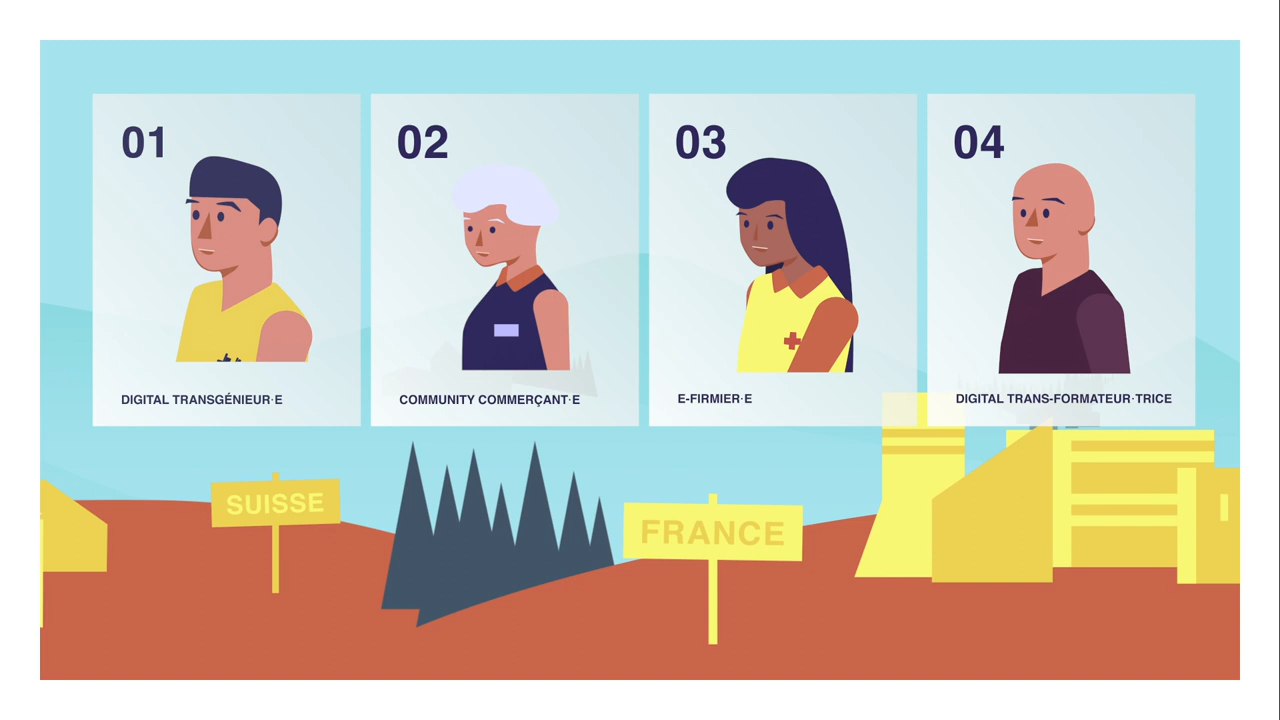 01
02
03
04
DIGITAL TRANSGÉNIEUR·E
COMMUNITY COMMERÇANT·E
E-FIRMIER·E
DIGITAL TRANS-FORMATEUR·TRICE
SUISSE
FRANCE